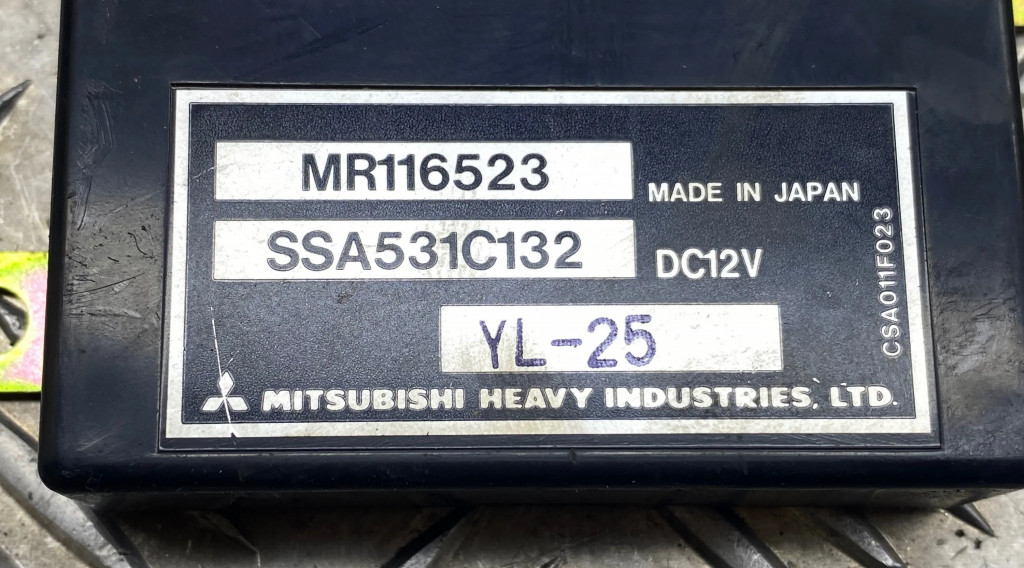 MR116523
MADE IN JAPAN
SSA531C132
DC12V
YL-25
MITSUBISHI HEAVY INDUSTRIES, LTD.
CSA011F023